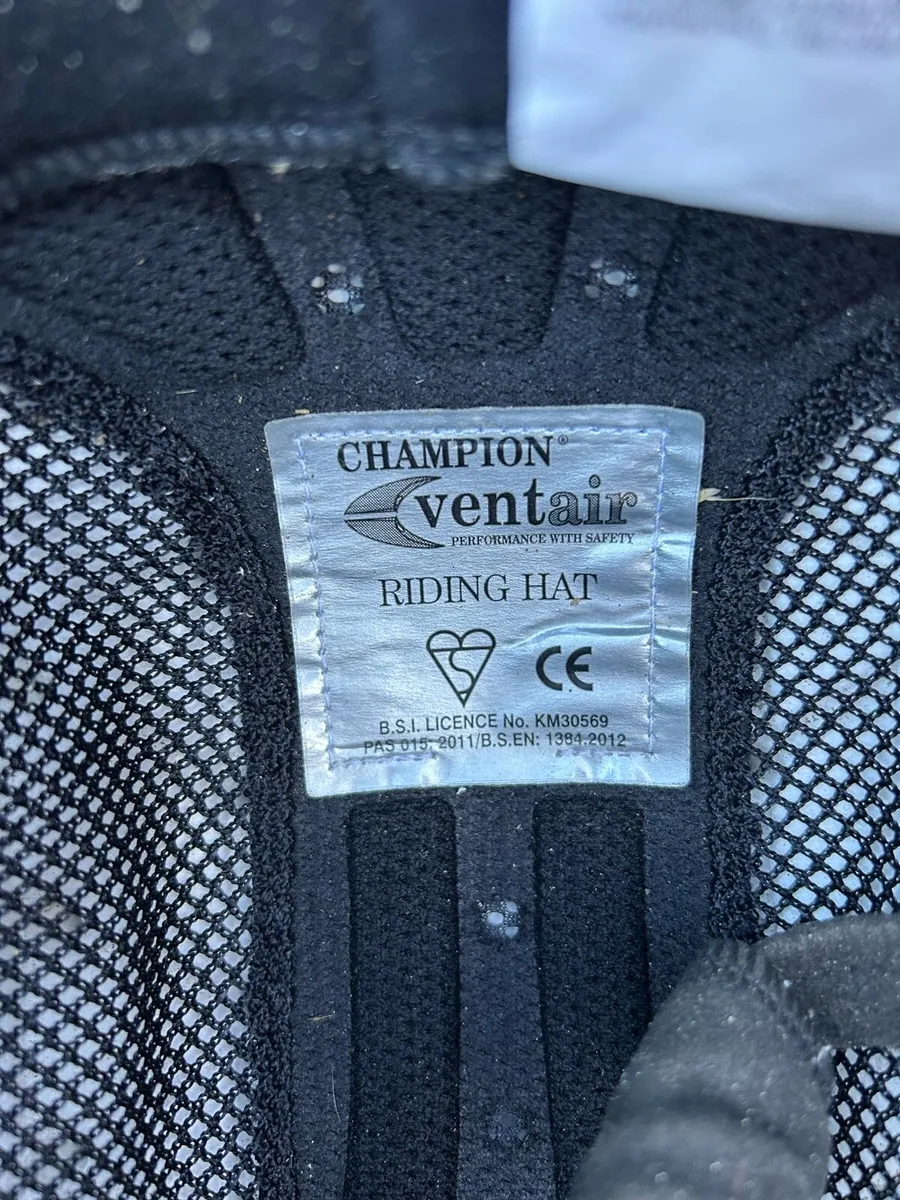 CHAMPION®
ventair
PERFORMANCE WITH SAFETY
RIDING HAT
CE
B.S.I. LICENCE No. KM30569
PAS 015: 2011/B.S.EN: 1384.2012